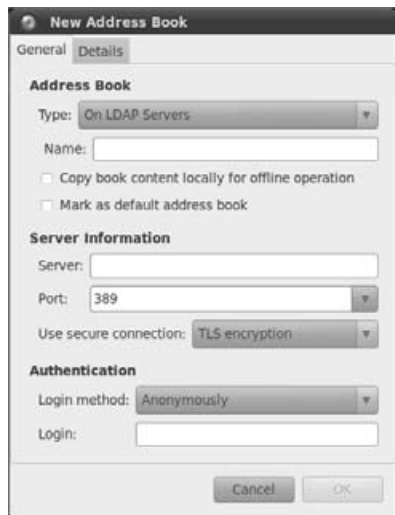 New Address Book
General Details
Address Book
Type: On LDAP Servers
Name:
Copy book content locally for offline operation
Mark as default address book
Server Information
Server:
Port: 389
Use secure connection: TLS encryption
Authentication
Login method: Anonymously
Login:
Cancel OK